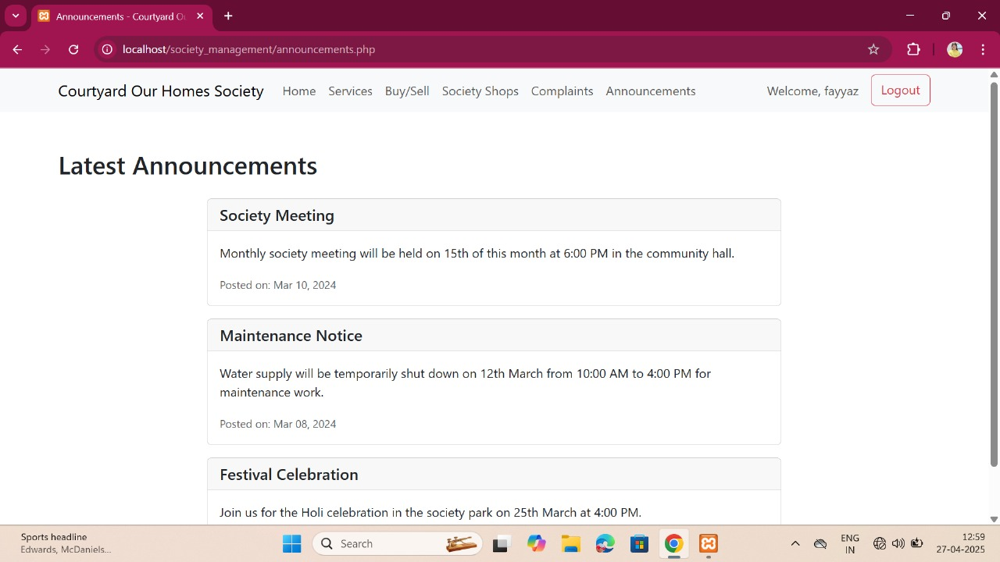 Announcements - Courtyard O
localhost/society_management/announcements.php
Courtyard Our Homes Society Home Services Buy/Sell Society Shops Complaints Announcements Welcome, fayyaz Logout
Latest Announcements
Society Meeting
Monthly society meeting will be held on 15th of this month at 6:00 PM in the community hall.
Posted on: Mar 10, 2024
Maintenance Notice
Water supply will be temporarily shut down on 12th March from 10:00 AM to 4:00 PM for
maintenance work.
Posted on: Mar 08, 2024
Festival Celebration
Join us for the Holi celebration in the society park on 25th March at 4:00 PM.
Sports headline
Edwards, McDaniels...
Search
ENG
IN
12:59
27-04-2025